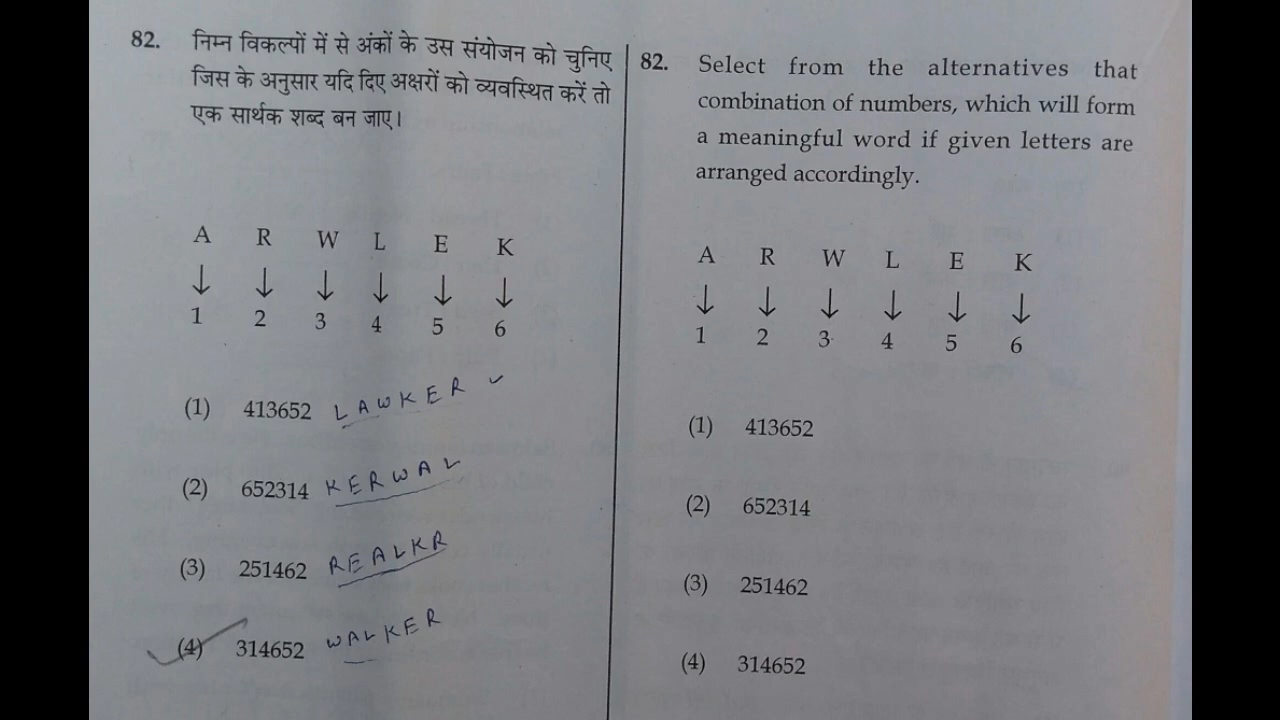 82. निम्न विकल्पों में से अंकों के उस संयोजन को चुनिए
जिस के अनुसार यदि दिए अक्षरों को व्यवस्थित करें तो
एक सार्थक शब्द बन जाए।
A R W L E K
↓ ↓ ↓ ↓ ↓ ↓
1 2 3 4 5 6
(1) 413652 LAWKER ✓
(2) 652314 KERWAL
(3) 251462 REALKR
(4) 314652 WALKER
82. Select from the alternatives that
combination of numbers, which will form
a meaningful word if given letters are
arranged accordingly.
A R W L E K
↓ ↓ ↓ ↓ ↓ ↓
1 2 3 4 5 6
(1) 413652
(2) 652314
(3) 251462
(4) 314652